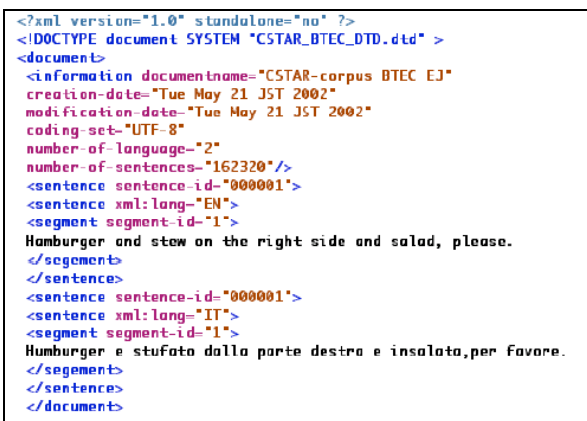 <?xml version="1.0" standalone="no" ?>
<!DOCTYPE document SYSTEM "CSTAR_BTEC_DTD.dtd" >
<document>
<information documentname="CSTAR-corpus BTEC EJ"
creation-date="Tue May 21 JST 2002"
modification-date="Tue May 21 JST 2002"
coding-set="UTF-8"
number-of-language="2"
number-of-sentences="162320"/>
<sentence sentence-id="000001">
<sentence xml:lang="EN">
<segment segment-id="1">
Hamburger and stew on the right side and salad, please.
</segement>
</sentence>
<sentence sentence-id="000001">
<sentence xml:lang="IT">
<segment segment-id="1">
Humburger e stufato dalla parte destra e insalata,per favore.
</segement>
</sentence>
</document>